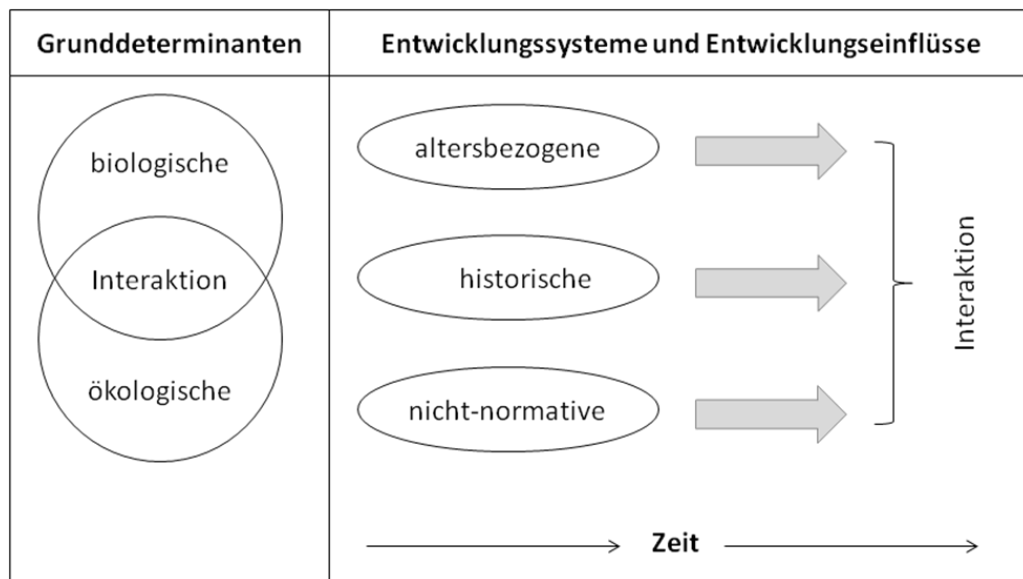 Grunddeterminanten
Entwicklungssysteme und Entwicklungseinflüsse
biologische
Interaktion
ökologische
altersbezogene
historische
nicht-normative
Interaktion
Zeit